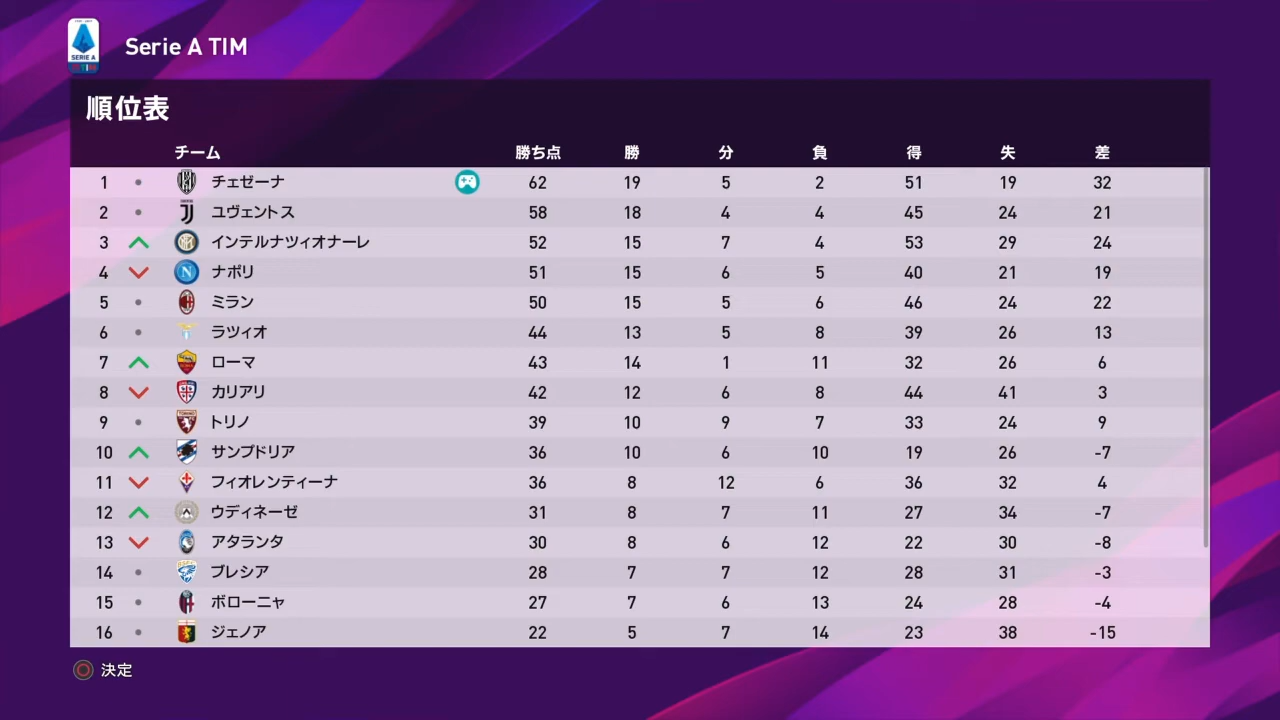 Serie A TIM
SERIE A
TIM
順位表
チーム 勝ち点 勝 分 負 得 失 差
1 チェゼーナ 62 19 5 2 51 19 32
2 ユヴェントス 58 18 4 4 45 24 21
3 インテルナツィオナーレ 52 15 7 4 53 29 24
4 ナポリ 51 15 6 5 40 21 19
5 ミラン 50 15 5 6 46 24 22
6 ラツィオ 44 13 5 8 39 26 13
7 ローマ 43 14 1 11 32 26 6
8 カリアリ 42 12 6 8 44 41 3
9 トリノ 39 10 9 7 33 24 9
10 サンプドリア 36 10 6 10 19 26 -7
11 フィオレンティーナ 36 8 12 6 36 32 4
12 ウディネーゼ 31 8 7 11 27 34 -7
13 アタランタ 30 8 6 12 22 30 -8
14 ブレシア 28 7 7 12 28 31 -3
15 ボローニャ 27 7 6 13 24 28 -4
16 ジェノア 22 5 7 14 23 38 -15
決定